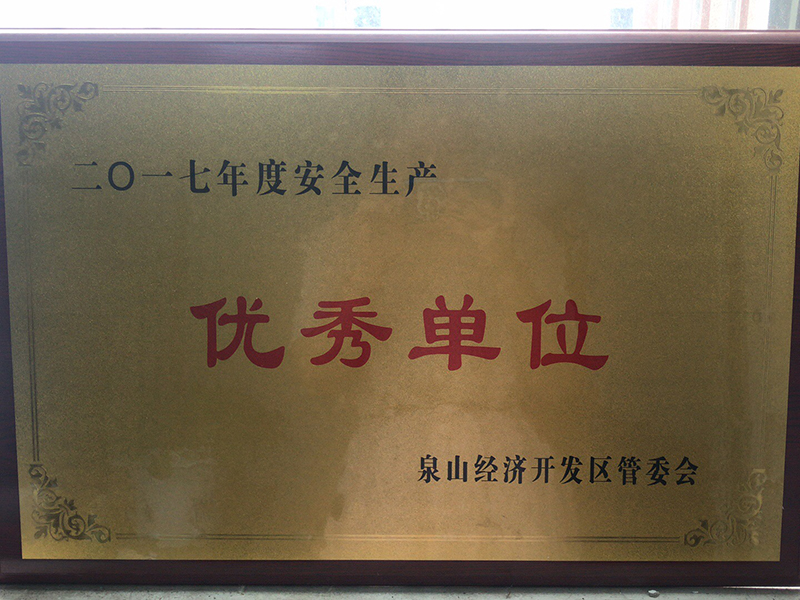 二〇一七年度安全生产
优秀单位
泉山经济开发区管委会